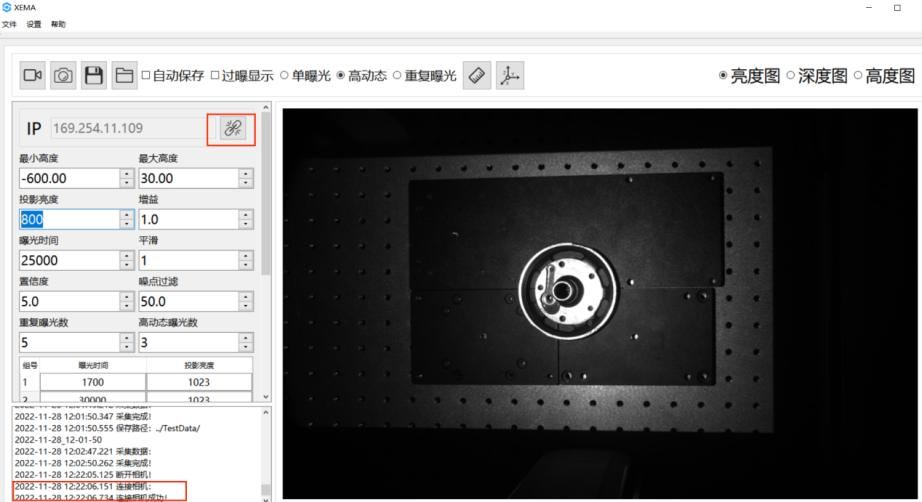 XEMA
文件 设置 帮助
自动保存 过曝显示 单曝光 高动态 重复曝光 亮度图 深度图 高度图
IP 169.254.11.109
最小高度 最大高度
-600.00 30.00
投影亮度 增益
800 1.0
曝光时间 平滑
25000 1
置信度 噪点过滤
5.0 50.0
重复曝光数 高动态曝光数
5 3
组号 曝光时间 投影亮度
1 1700 1023
2 30000 1023
2022-11-28 12:01:50.347 采集完成!
2022-11-28 12:01:50.555 保存路径: ../TestData/
2022-11-28_12-01-50
2022-11-28 12:02:47.221 采集数据:
2022-11-28 12:02:50.262 采集完成!
2022-11-28 12:22:05.125 断开相机!
2022-11-28 12:22:06.151 连接相机:
2022-11-28 12:22:06.734 连接相机成功!